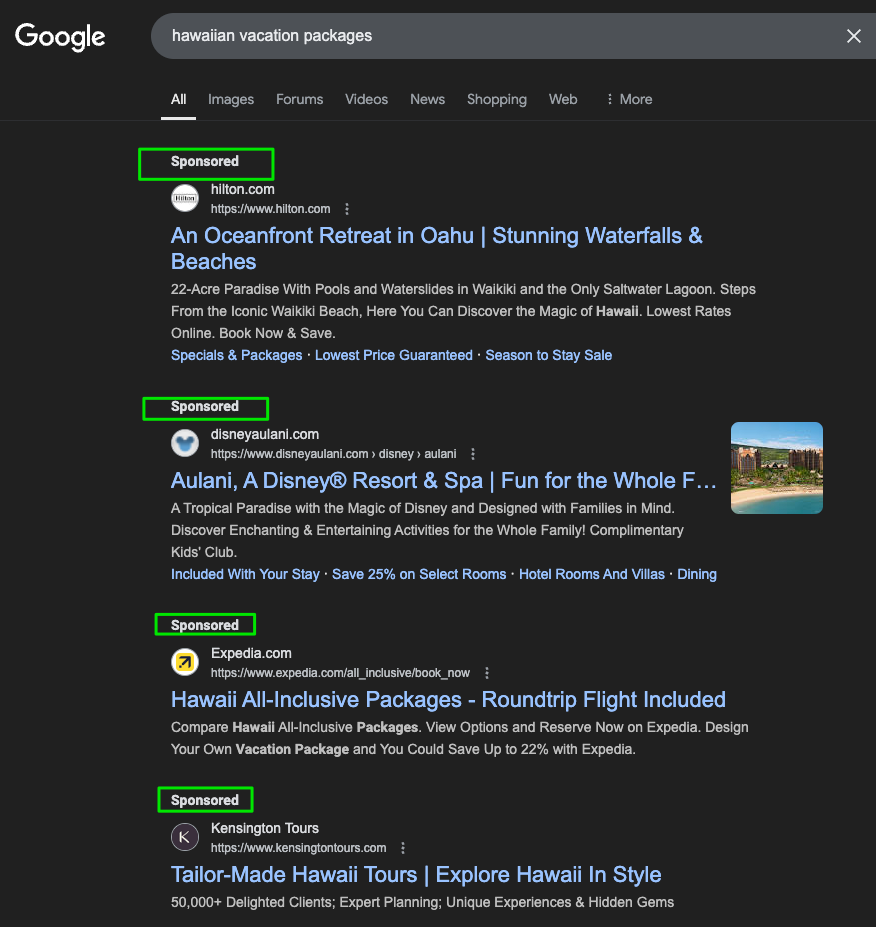 Google
hawaiian vacation packages
All Images Forums Videos News Shopping Web More
Sponsored
Hilton
hilton.com
https://www.hilton.com
An Oceanfront Retreat in Oahu | Stunning Waterfalls &
Beaches
22-Acre Paradise With Pools and Waterslides in Waikiki and the Only Saltwater Lagoon. Steps
From the Iconic Waikiki Beach, Here You Can Discover the Magic of Hawaii. Lowest Rates
Online. Book Now & Save.
Specials & Packages · Lowest Price Guaranteed · Season to Stay Sale
Sponsored
disneyaulani.com
https://www.disneyaulani.com › disney › aulani
Aulani, A Disney® Resort & Spa | Fun for the Whole F…
A Tropical Paradise with the Magic of Disney and Designed with Families in Mind.
Discover Enchanting & Entertaining Activities for the Whole Family! Complimentary
Kids' Club.
Included With Your Stay · Save 25% on Select Rooms · Hotel Rooms And Villas · Dining
Sponsored
Expedia.com
https://www.expedia.com/all_inclusive/book_now
Hawaii All-Inclusive Packages - Roundtrip Flight Included
Compare Hawaii All-Inclusive Packages. View Options and Reserve Now on Expedia. Design
Your Own Vacation Package and You Could Save Up to 22% with Expedia.
Sponsored
K
Kensington Tours
https://www.kensingtontours.com
Tailor-Made Hawaii Tours | Explore Hawaii In Style
50,000+ Delighted Clients; Expert Planning; Unique Experiences & Hidden Gems